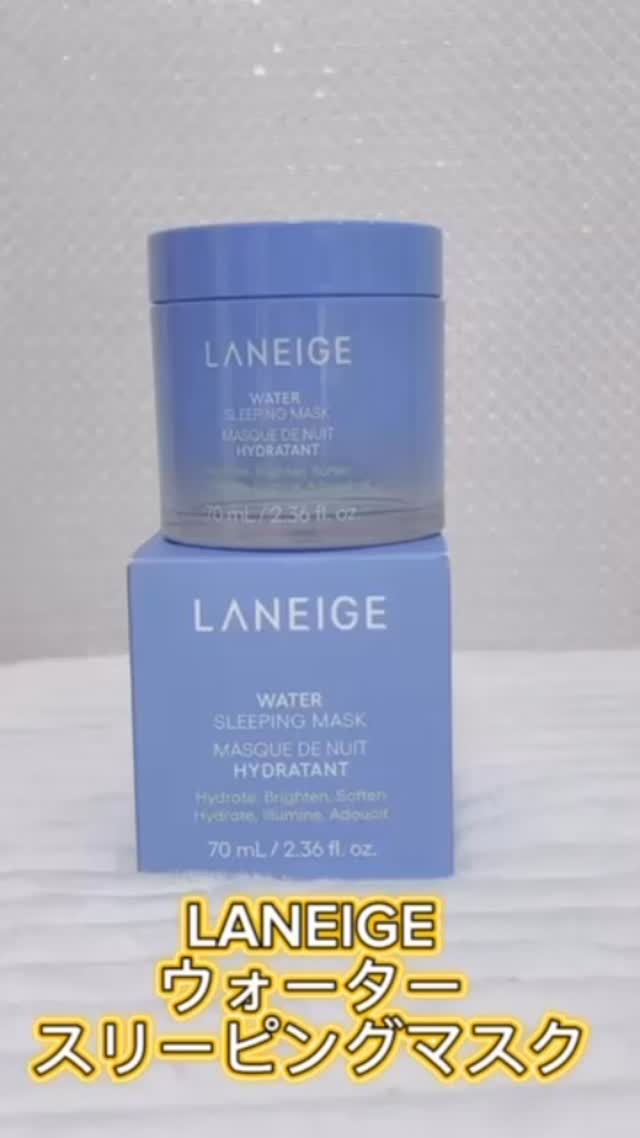 LANEIGE
WATER
SLEEPING MASK
MASQUE DE NUIT
HYDRATANT
70 mL / 2.36 fl. oz.
LANEIGE
WATER
SLEEPING MASK
MASQUE DE NUIT
HYDRATANT
Hydrate, Brighten, Soften
Hydrate, Illumine, Adoucit
70 mL / 2.36 fl. oz.
LANEIGE
ウォーター
スリーピングマスク